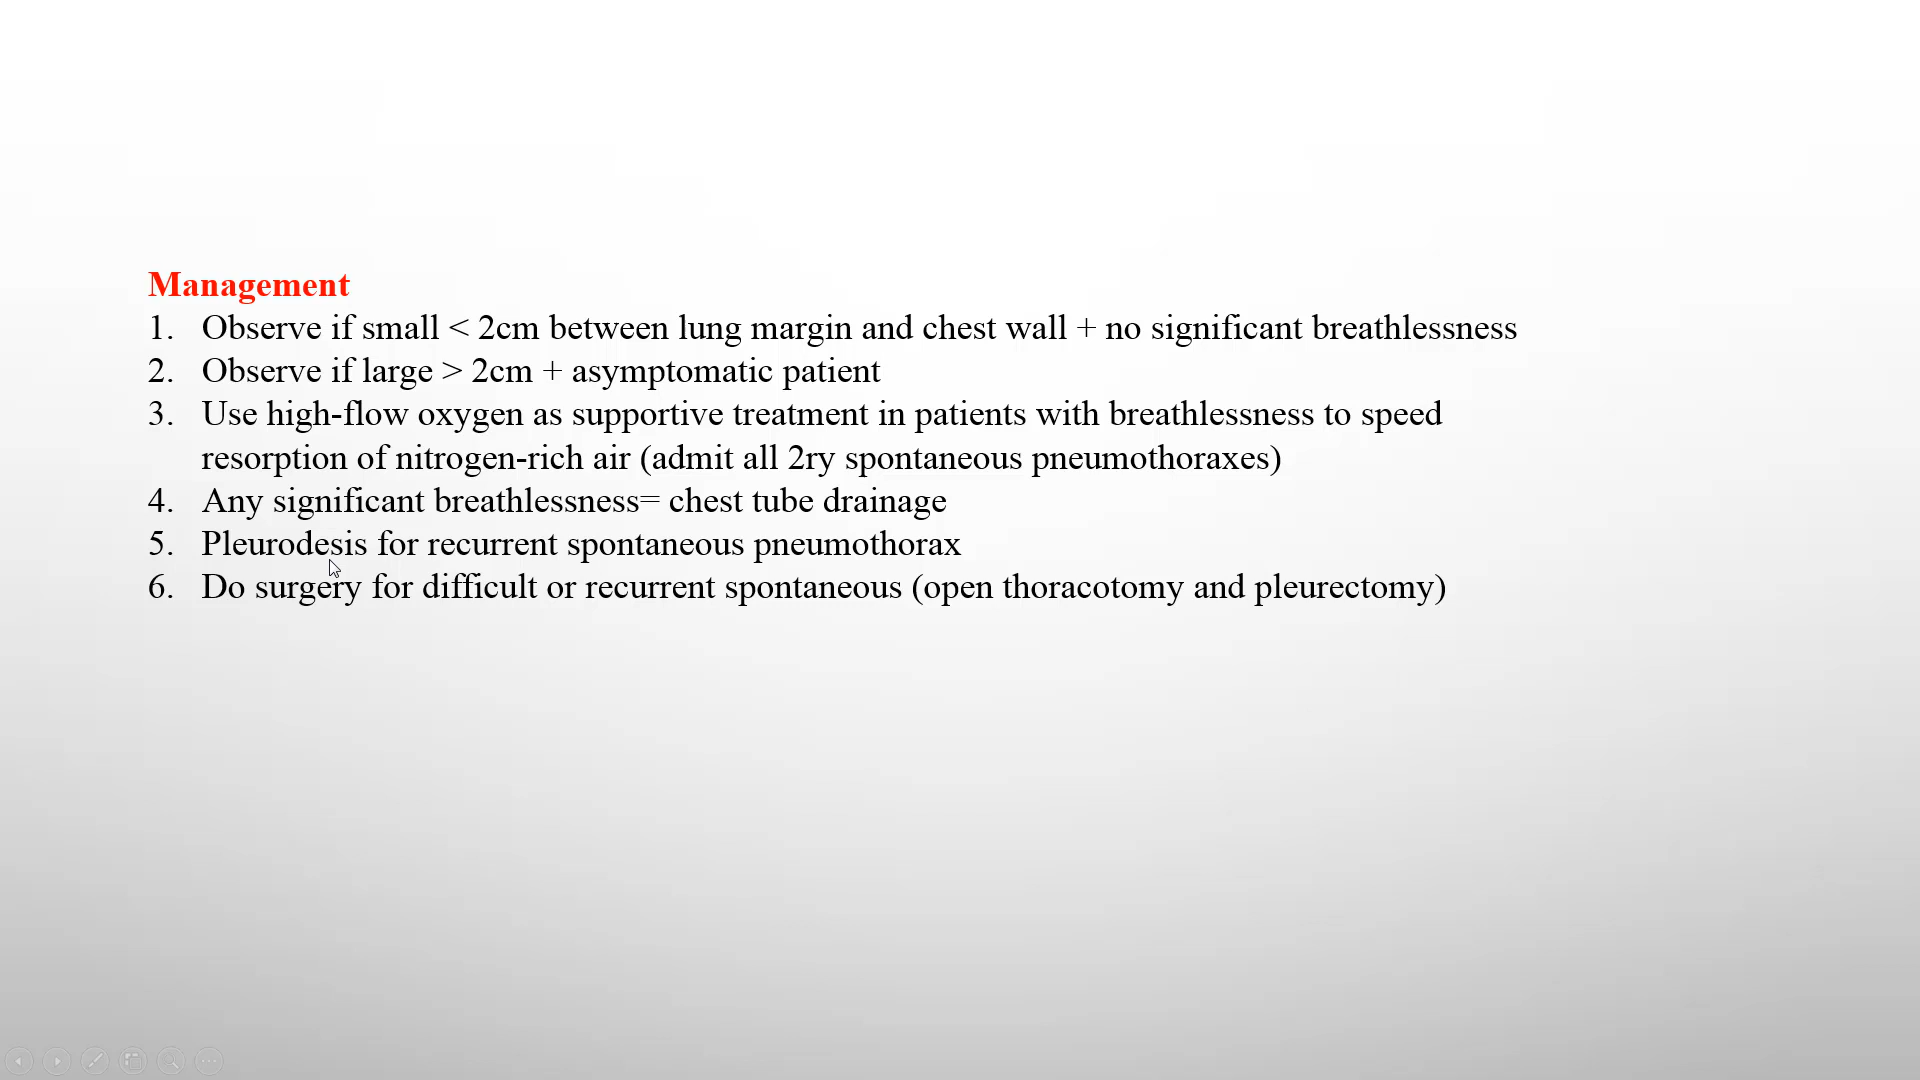 Management
1. Observe if small < 2cm between lung margin and chest wall + no significant breathlessness
2. Observe if large > 2cm + asymptomatic patient
3. Use high-flow oxygen as supportive treatment in patients with breathlessness to speed
resorption of nitrogen-rich air (admit all 2ry spontaneous pneumothoraxes)
4. Any significant breathlessness= chest tube drainage
5. Pleurodesis for recurrent spontaneous pneumothorax
6. Do surgery for difficult or recurrent spontaneous (open thoracotomy and pleurectomy)